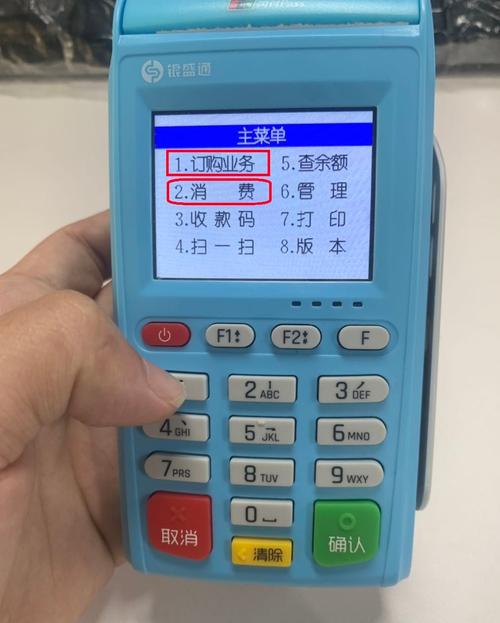 银盛通
主菜单
1.订购业务 5.查余额
2.消 费 6.管 理
3.收款码 7.打 印
4.扫一扫 8.版 本
F1 F2 F
2 ABC 3 DEF
4 GHI 5 JKL 6 MNO
7 PRS 8 TUV 9 WXY
取消 0 确认
清除